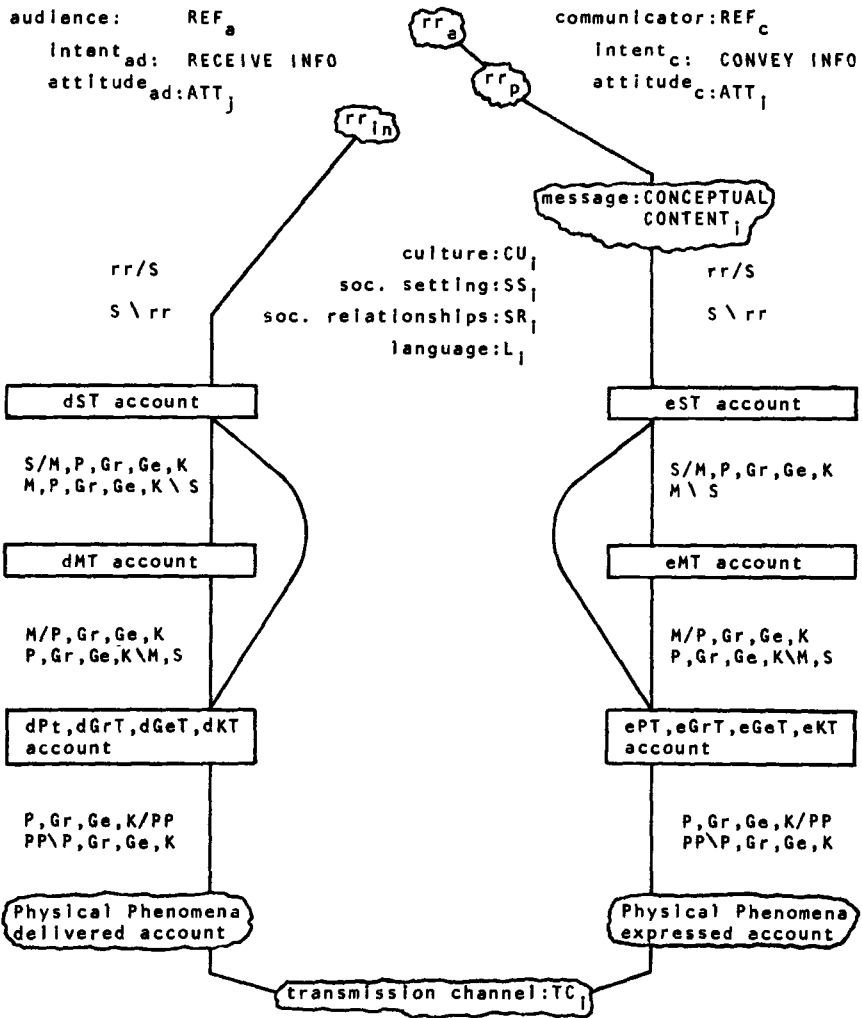 audience: REF_a
intent_ad: RECEIVE INFO
attitude_ad:ATT_j
rr_a
rr_p
rr_in
communicator:REF_c
intent_c: CONVEY INFO
attitude_c:ATT_i
message:CONCEPTUAL
CONTENT_i
culture:CU_i
soc. setting:SS_i
soc. relationships:SR_i
language:L_i
rr/S
S \ rr
rr/S
S \ rr
dST account
eST account
S/M,P,Gr,Ge,K
M,P,Gr,Ge,K \ S
S/M,P,Gr,Ge,K
M \ S
dMT account
eMT account
M/P,Gr,Ge,K
P,Gr,Ge,K\M,S
M/P,Gr,Ge,K
P,Gr,Ge,K\M,S
dPt,dGrT,dGeT,dKT
account
ePT,eGrT,eGeT,eKT
account
P,Gr,Ge,K/PP
PP\P,Gr,Ge,K
P,Gr,Ge,K/PP
PP\P,Gr,Ge,K
Physical Phenomena
delivered account
Physical Phenomena
expressed account
transmission channel:TC_i